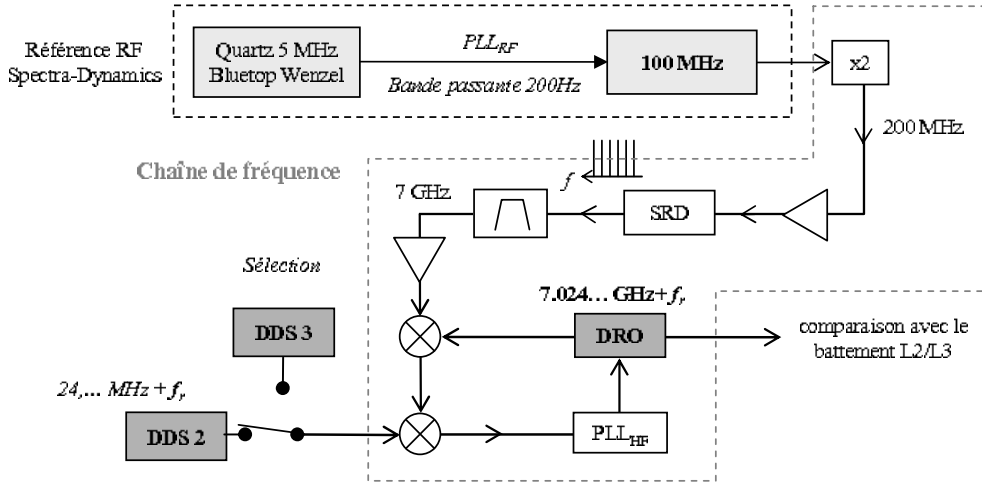 Référence RF
Spectra-Dynamics
Quartz 5 MHz
Bluetop Wenzel
PLL_RF
Bande passante 200Hz
100 MHz
x2
200 MHz
Chaîne de fréquence
f
7 GHz
SRD
Sélection
7.024… GHz+ f_r
DDS 3
DRO
comparaison avec le
battement L2/L3
24,… MHz + f_r
DDS 2
PLL_HF